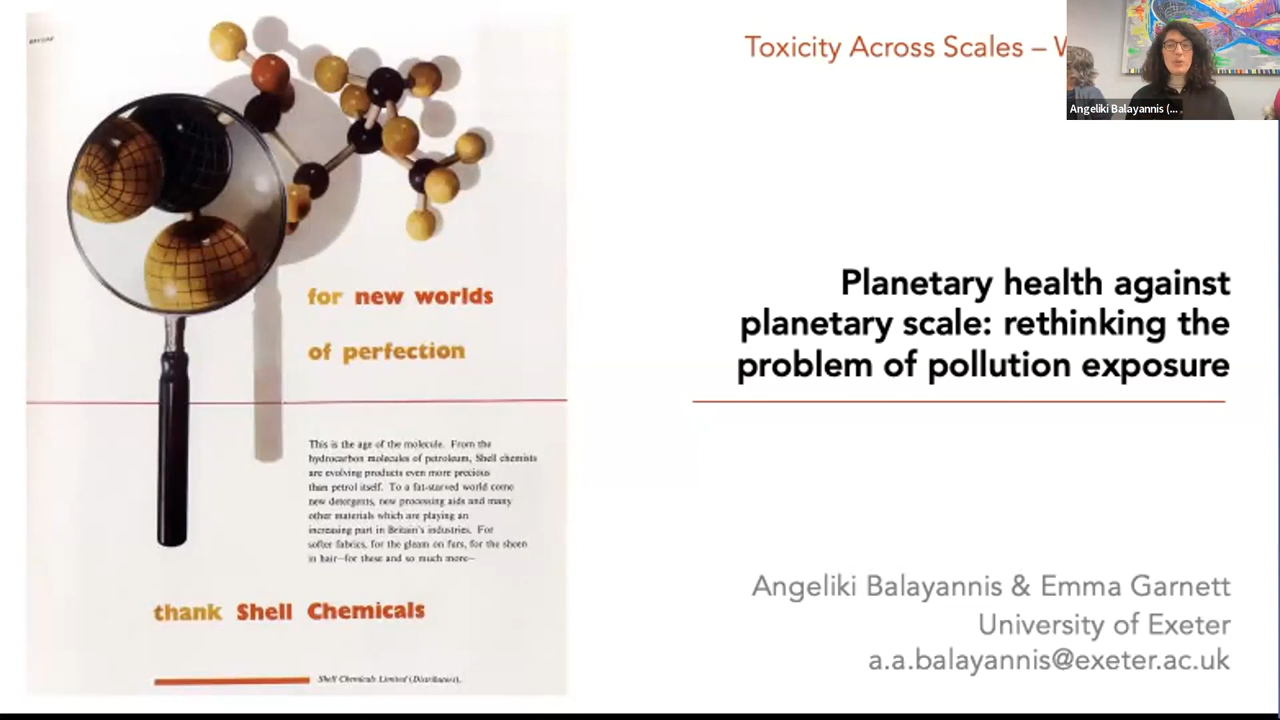 Toxicity Across Scales –
Angeliki Balayannis (...
for new worlds
of perfection
This is the age of the molecule. From the
hydrocarbon molecules of petroleum, Shell chemists
are evolving products even more precious
than petrol itself. To a fat-starved world come
new detergents, new processing aids and many
other materials which are playing an
increasing part in Britain's industries. For
softer fabrics, for the gleam on furs, for the sheen
in hair—for these and so much more—
thank Shell Chemicals
Shell Chemicals Limited (Distributors).
Planetary health against
planetary scale: rethinking the
problem of pollution exposure
Angeliki Balayannis & Emma Garnett
University of Exeter
a.a.balayannis@exeter.ac.uk